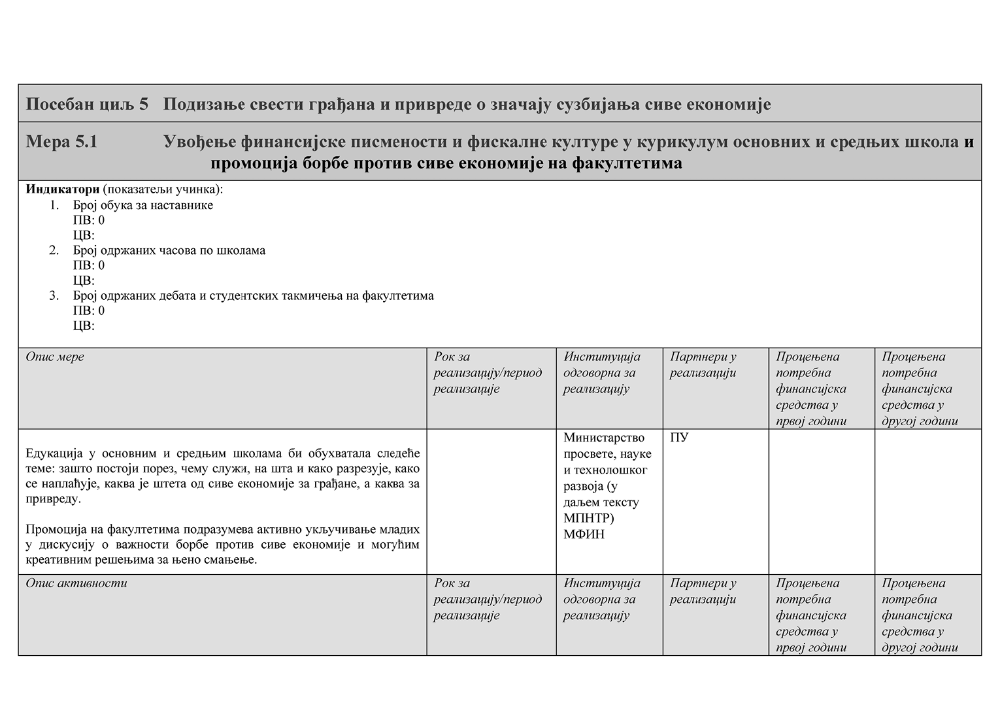 Посебан циљ 5 Подизање свести грађана и привреде о значају сузбијања сиве економије
Мера 5.1 Увођење финансијске писмености и фискалне културе у курикулум основних и средњих школа и
промоција борбе против сиве економије на факултетима
Индикатори (показатељи учинка):
1. Број обука за наставнике
ПВ: 0
ЦВ:
2. Број одржаних часова по школама
ПВ: 0
ЦВ:
3. Број одржаних дебата и студентских такмичења на факултетима
ПВ: 0
ЦВ:
Опис мере
Рок за
реализацију/период
реализације
Институција
одговорна за
реализацију
Партнери у
реализацији
Процењена
потребна
финансијска
средства у
првој години
Процењена
потребна
финансијска
средства у
другој години
Едукација у основним и средњим школама би обухватала следеће
теме: зашто постоји порез, чему служи, на шта и како разрезује, како
се наплаћује, каква је штета од сиве економије за грађане, а каква за
привреду.
Промоција на факултетима подразумева активно укључивање младих
у дискусију о важности борбе против сиве економије и могућим
креативним решењима за њено смањење.
Министарство
просвете, науке
и технолошког
развоја (у
даљем тексту
МПНТР)
МФИН
ПУ
Опис активности
Рок за
реализацију/период
реализације
Институција
одговорна за
реализацију
Партнери у
реализацији
Процењена
потребна
финансијска
средства у
првој години
Процењена
потребна
финансијска
средства у
другој години